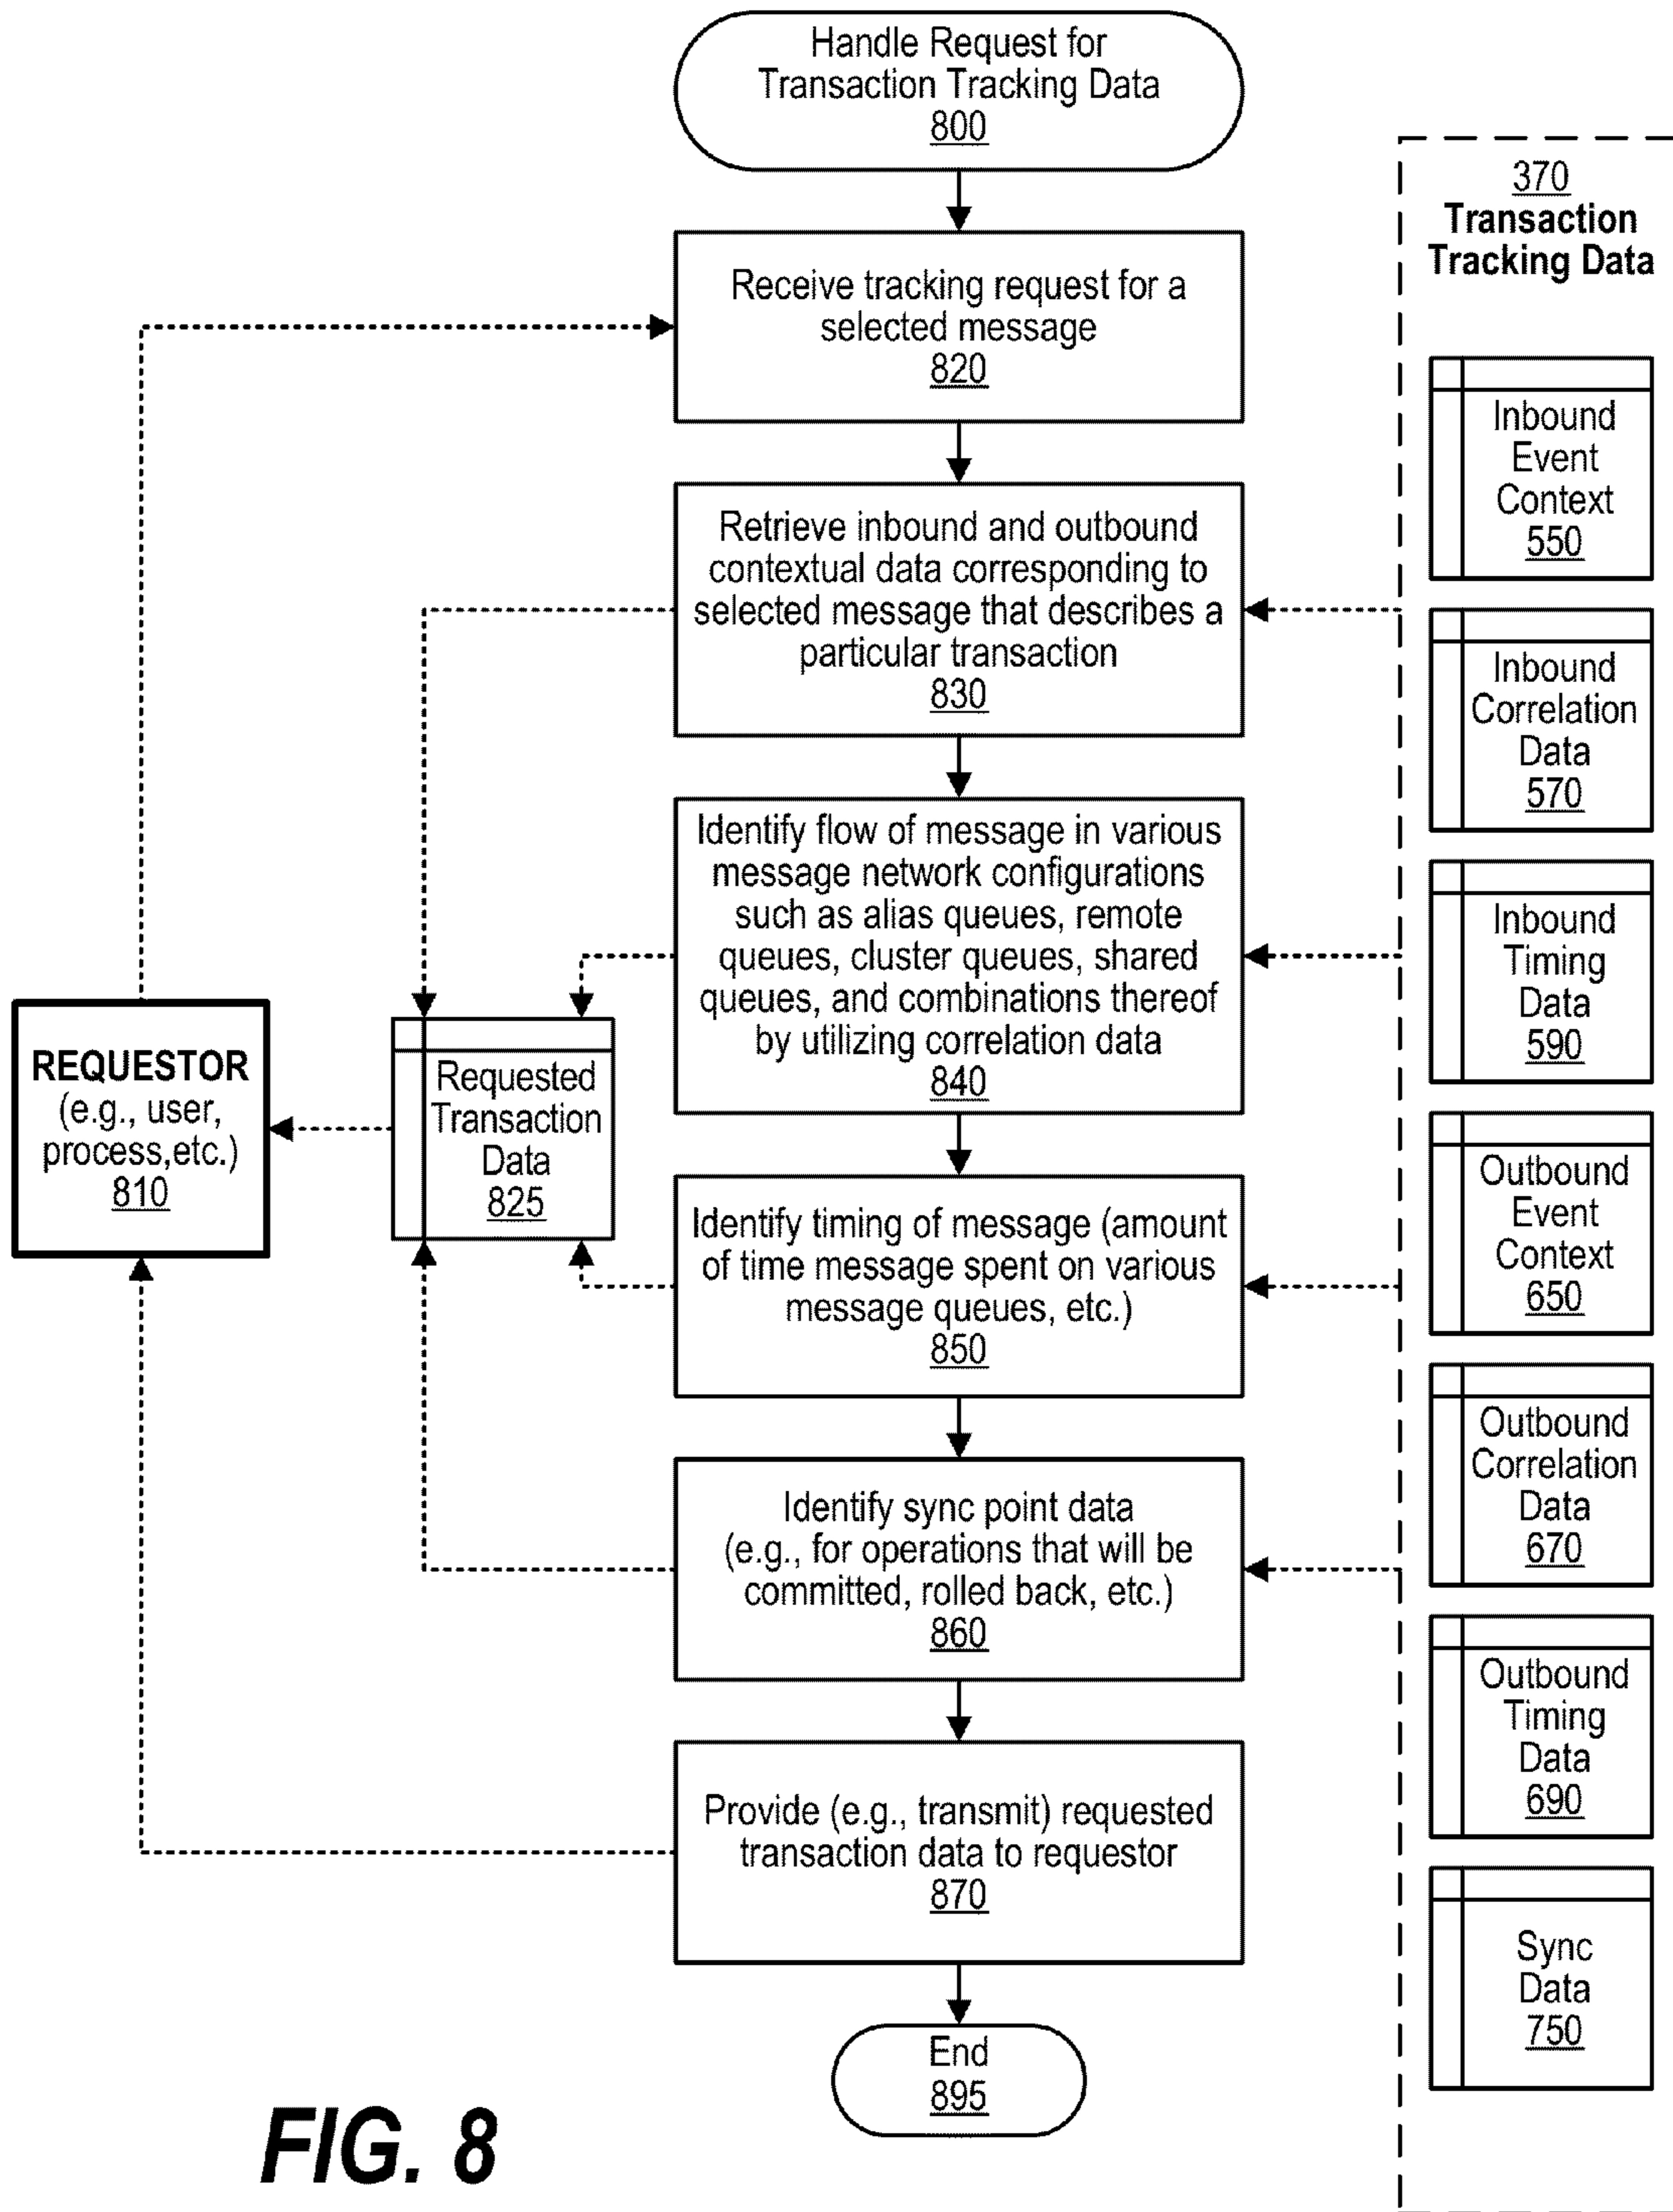 Handle Request for
Transaction Tracking Data
800
Receive tracking request for a
selected message
820
Retrieve inbound and outbound
contextual data corresponding to
selected message that describes a
particular transaction
830
Identify flow of message in various
message network configurations
such as alias queues, remote
queues, cluster queues, shared
queues, and combinations thereof
by utilizing correlation data
840
Identify timing of message (amount
of time message spent on various
message queues, etc.)
850
Identify sync point data
(e.g., for operations that will be
committed, rolled back, etc.)
860
Provide (e.g., transmit) requested
transaction data to requestor
870
End
895
REQUESTOR
(e.g., user,
process,etc.)
810
Requested
Transaction
Data
825
370
Transaction
Tracking Data
Inbound
Event
Context
550
Inbound
Correlation
Data
570
Inbound
Timing
Data
590
Outbound
Event
Context
650
Outbound
Correlation
Data
670
Outbound
Timing
Data
690
Sync
Data
750
FIG. 8